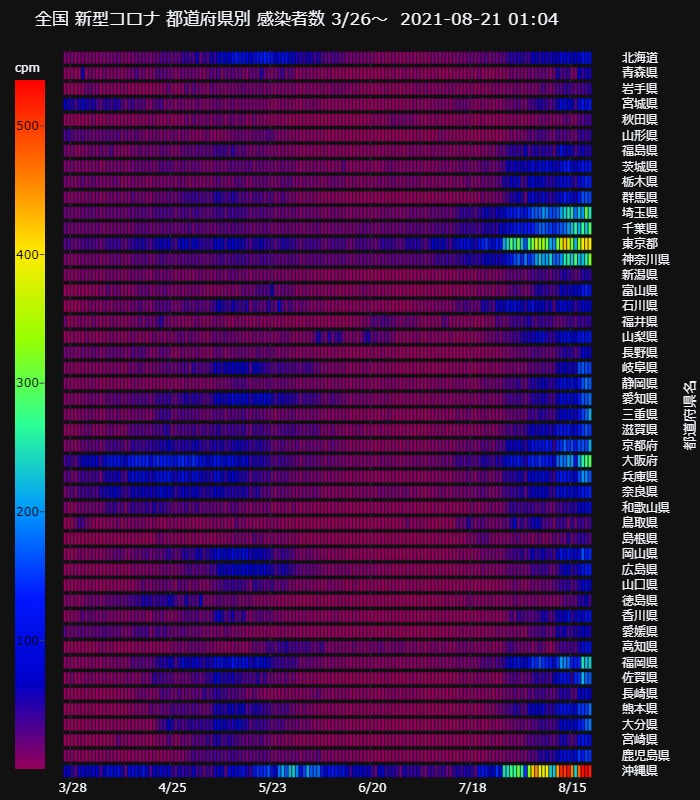 全国 新型コロナ 都道府県別 感染者数 3/26～ 2021-08-21 01:04
cpm
500
400
300
200
100
北海道
青森県
岩手県
宮城県
秋田県
山形県
福島県
茨城県
栃木県
群馬県
埼玉県
千葉県
東京都
神奈川県
新潟県
富山県
石川県
福井県
山梨県
長野県
岐阜県
静岡県
愛知県
三重県
滋賀県
京都府
大阪府
兵庫県
奈良県
和歌山県
鳥取県
島根県
岡山県
広島県
山口県
徳島県
香川県
愛媛県
高知県
福岡県
佐賀県
長崎県
熊本県
大分県
宮崎県
鹿児島県
沖縄県
都道府県名
3/28 4/25 5/23 6/20 7/18 8/15